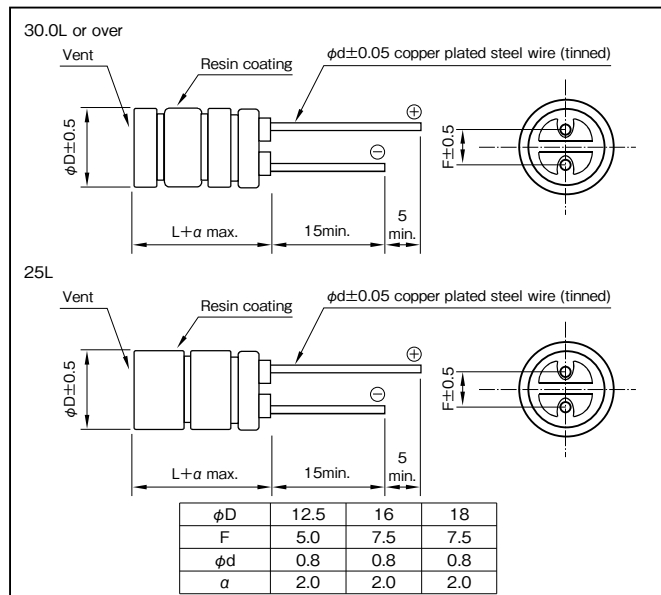 30.0L or over
Vent
Resin coating
ϕd±0.05 copper plated steel wire (tinned)
ϕD±0.5
⊕
⊖
F±0.5
L+α max.
15min.
5
min.
25L
Vent
Resin coating
ϕd±0.05 copper plated steel wire (tinned)
ϕD±0.5
⊕
⊖
F±0.5
L+α max.
15min.
5
min.
ϕD 12.5 16 18
F 5.0 7.5 7.5
ϕd 0.8 0.8 0.8
α 2.0 2.0 2.0